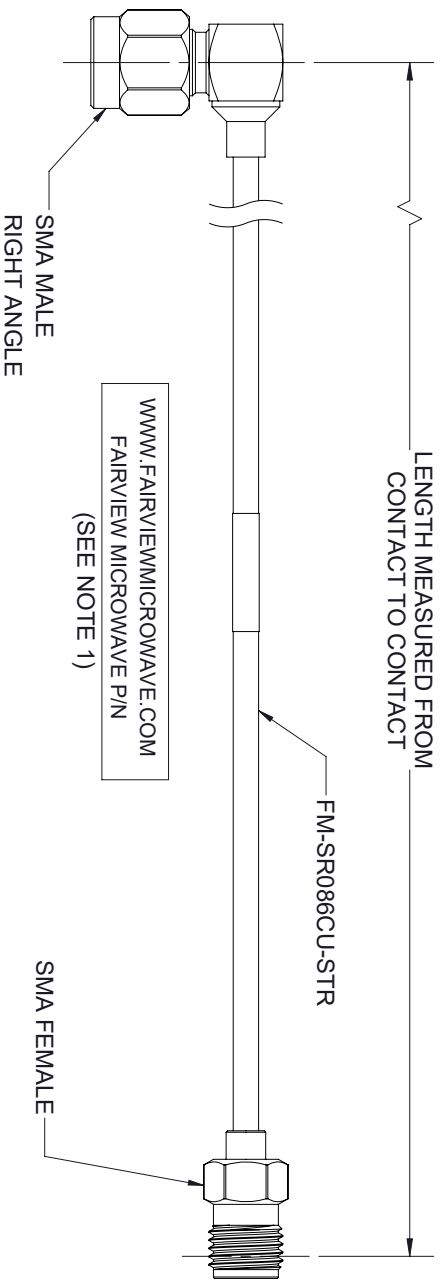 LENGTH MEASURED FROM
CONTACT TO CONTACT
FM-SR086CU-STR
SMA MALE
RIGHT ANGLE
WWW.FAIRVIEWMICROWAVE.COM
FAIRVIEW MICROWAVE P/N
(SEE NOTE 1)
SMA FEMALE